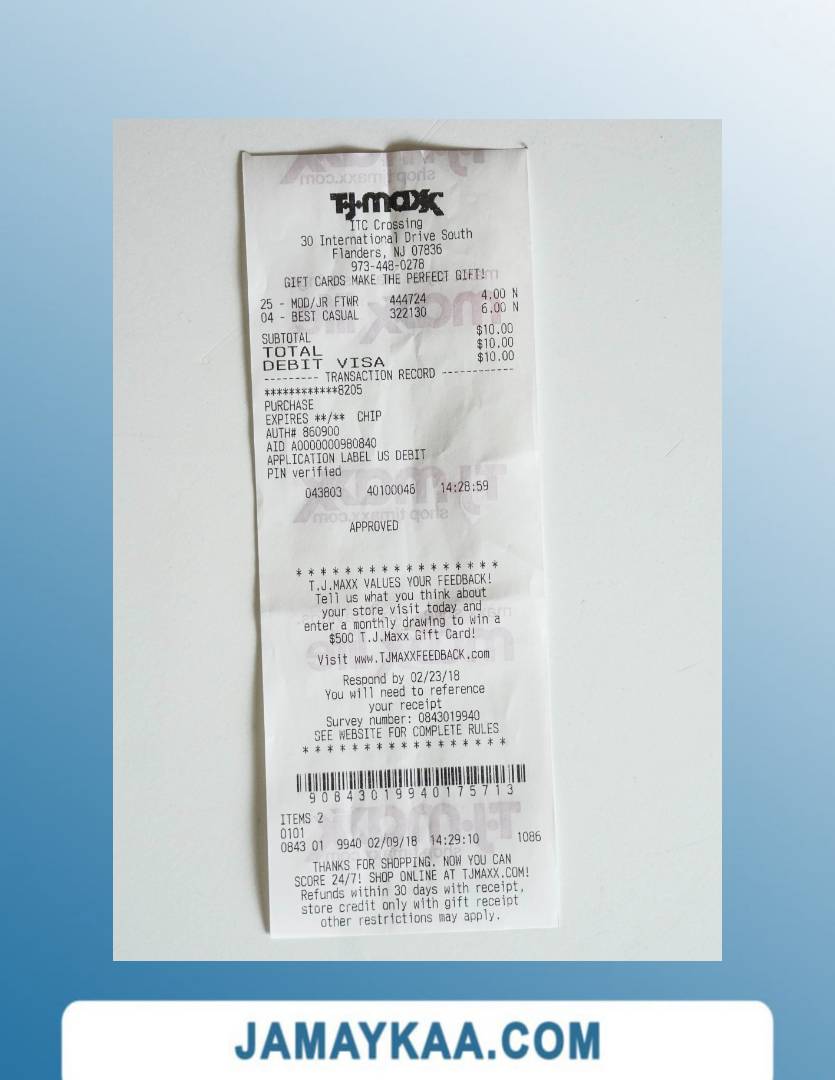 T·J·maxx
ITC Crossing
30 International Drive South
Flanders, NJ 07836
973-448-0278
GIFT CARDS MAKE THE PERFECT GIFT!
25 - MOD/JR FTWR 444724 4.00 N
04 - BEST CASUAL 322130 6.00 N
SUBTOTAL $10.00
TOTAL $10.00
DEBIT VISA $10.00
--------- TRANSACTION RECORD ------------
************8205
PURCHASE
EXPIRES **/** CHIP
AUTH# 860900
AID A0000000980840
APPLICATION LABEL US DEBIT
PIN verified
043803 40100046 14:28:59
APPROVED
* * * * * * * * * * * * * * * * *
T.J.MAXX VALUES YOUR FEEDBACK!
Tell us what you think about
your store visit today and
enter a monthly drawing to win a
$500 T.J.Maxx Gift Card!
Visit www.TJMAXXFEEDBACK.com
Respond by 02/23/18
You will need to reference
your receipt
Survey number: 0843019940
SEE WEBSITE FOR COMPLETE RULES
* * * * * * * * * * * * * * * * *
90843019940175713
ITEMS 2
0101
0843 01 9940 02/09/18 14:29:10 1086
THANKS FOR SHOPPING. NOW YOU CAN
SCORE 24/7! SHOP ONLINE AT TJMAXX.COM!
Refunds within 30 days with receipt,
store credit only with gift receipt
other restrictions may apply.
JAMAYKAA.COM